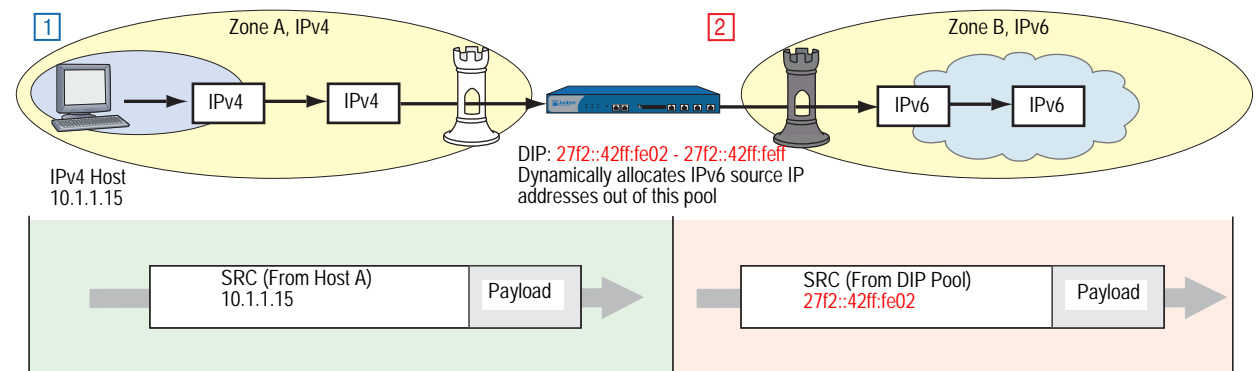 1
Zone A, IPv4
2
Zone B, IPv6
IPv4
IPv4
IPv6
IPv6
Juniper
IPv4 Host
10.1.1.15
DIP: 27f2::42ff:fe02 - 27f2::42ff:feff
Dynamically allocates IPv6 source IP
addresses out of this pool
SRC (From Host A)
10.1.1.15
Payload
SRC (From DIP Pool)
27f2::42ff:fe02
Payload